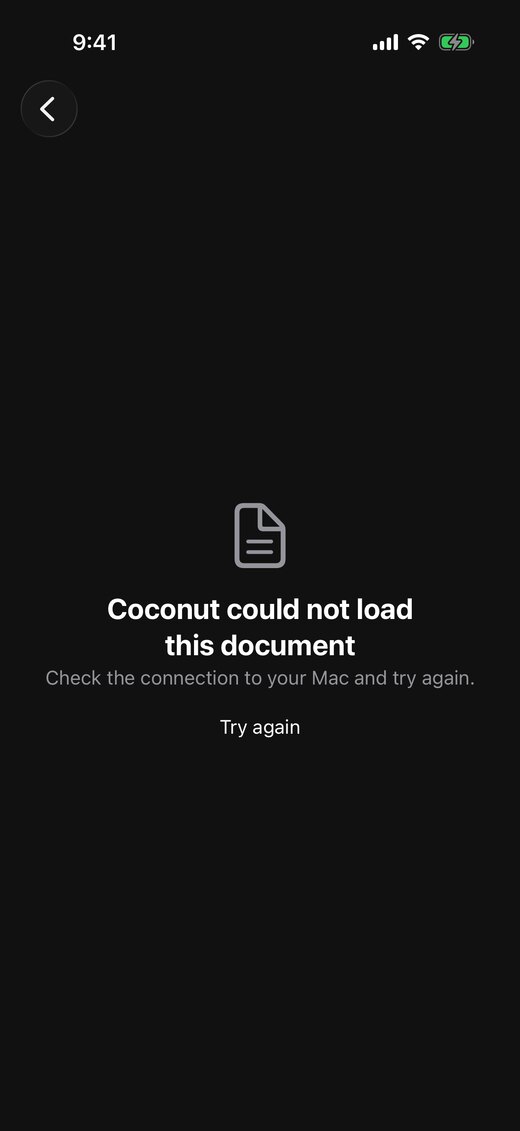 9:41
Coconut could not load
this document
Check the connection to your Mac and try again.
Try again